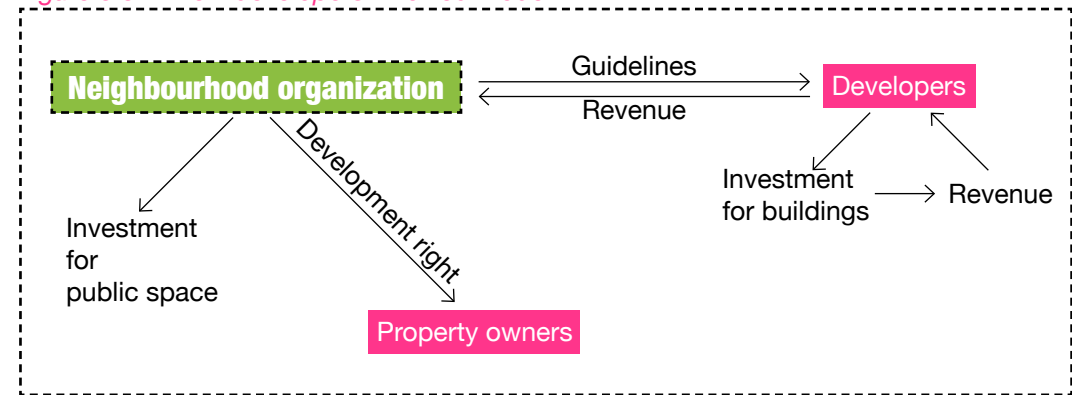 Guidelines
Neighbourhood organization
Developers
Revenue
Development right
Investment
for buildings
Revenue
Investment
for
public space
Property owners